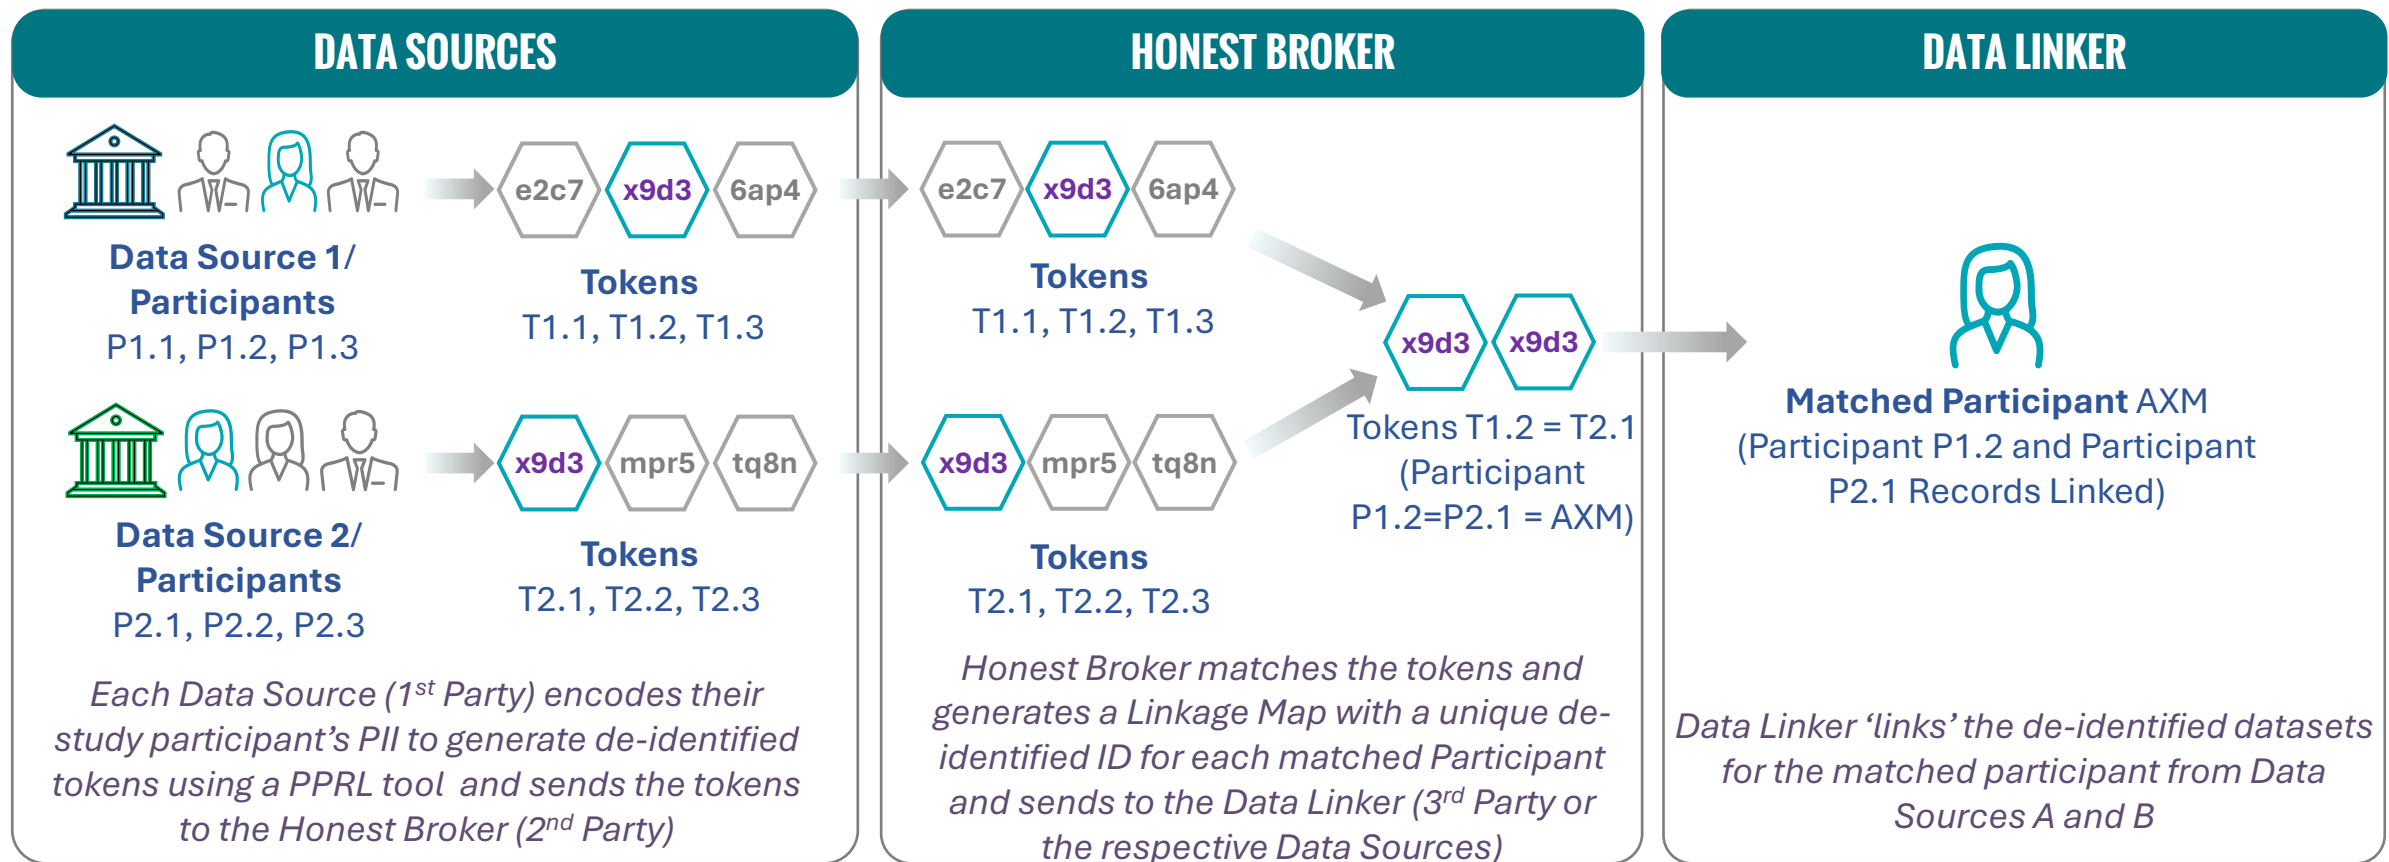 DATA SOURCES
e2c7 x9d3 6ap4
Data Source 1/
Participants
P1.1, P1.2, P1.3
Tokens
T1.1, T1.2, T1.3
x9d3 mpr5 tq8n
Data Source 2/
Participants
P2.1, P2.2, P2.3
Tokens
T2.1, T2.2, T2.3
Each Data Source (1st Party) encodes their
study participant’s PII to generate de-identified
tokens using a PPRL tool and sends the tokens
to the Honest Broker (2nd Party)
HONEST BROKER
e2c7 x9d3 6ap4
Tokens
T1.1, T1.2, T1.3
x9d3 mpr5 tq8n
Tokens
T2.1, T2.2, T2.3
x9d3 x9d3
Tokens T1.2 = T2.1
(Participant
P1.2=P2.1 = AXM)
Honest Broker matches the tokens and
generates a Linkage Map with a unique de-
identified ID for each matched Participant
and sends to the Data Linker (3rd Party or
the respective Data Sources)
DATA LINKER
Matched Participant AXM
(Participant P1.2 and Participant
P2.1 Records Linked)
Data Linker ‘links’ the de-identified datasets
for the matched participant from Data
Sources A and B